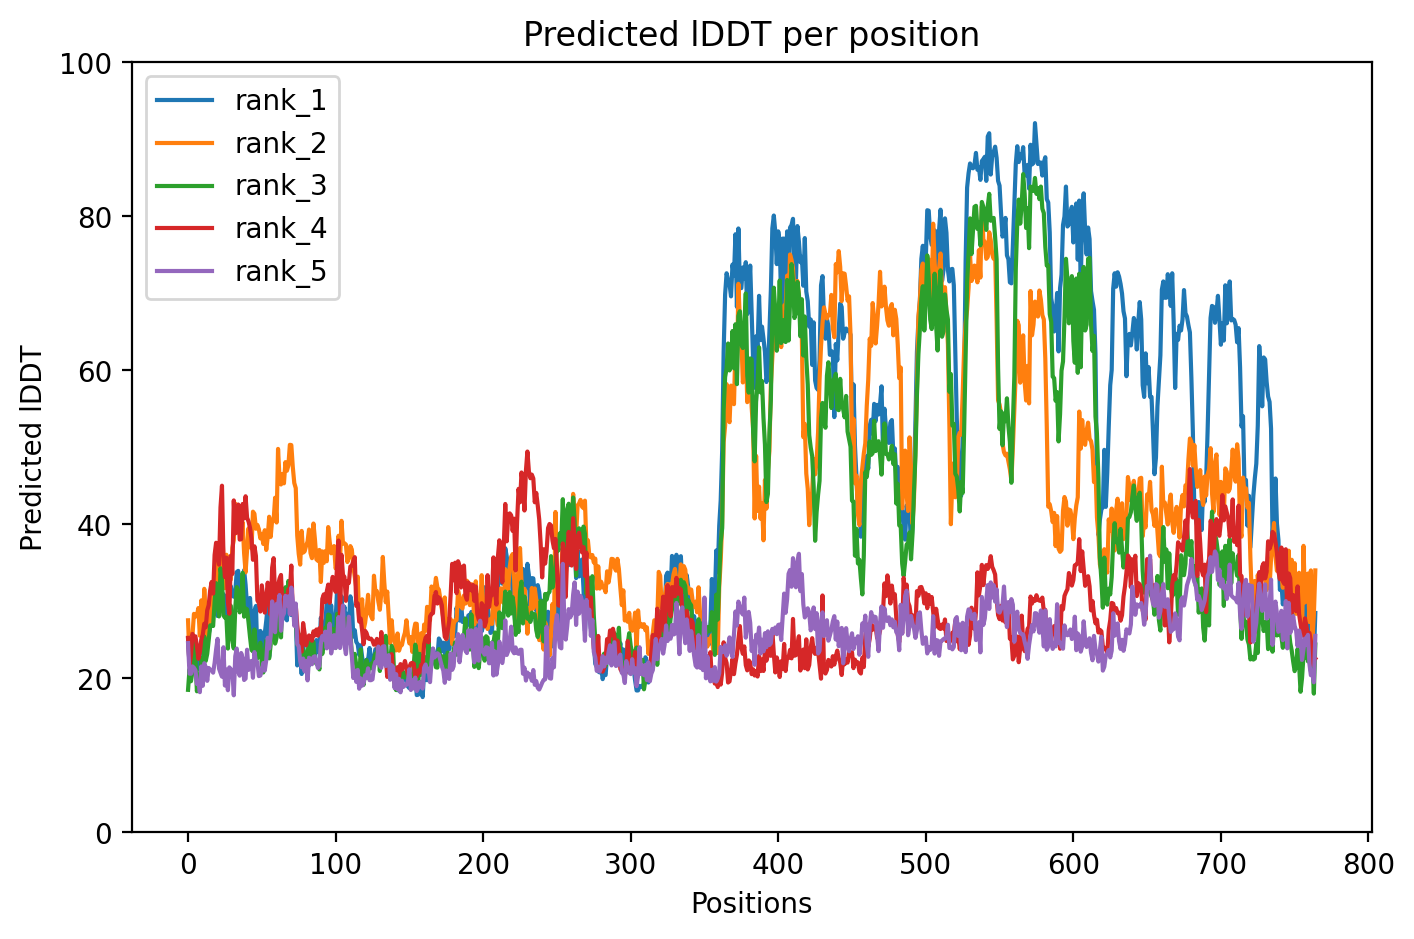 Predicted lDDT per position
100
80
60
40
20
0
Predicted lDDT
rank_1
rank_2
rank_3
rank_4
rank_5
0 100 200 300 400 500 600 700 800
Positions